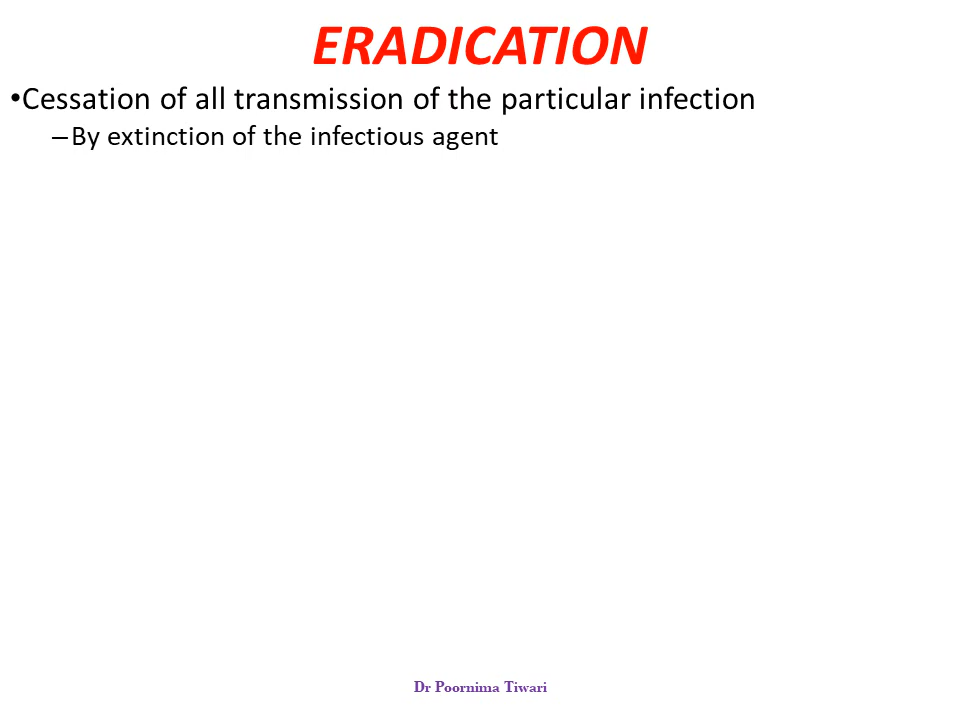 ERADICATION
•Cessation of all transmission of the particular infection
–By extinction of the infectious agent
Dr Poornima Tiwari